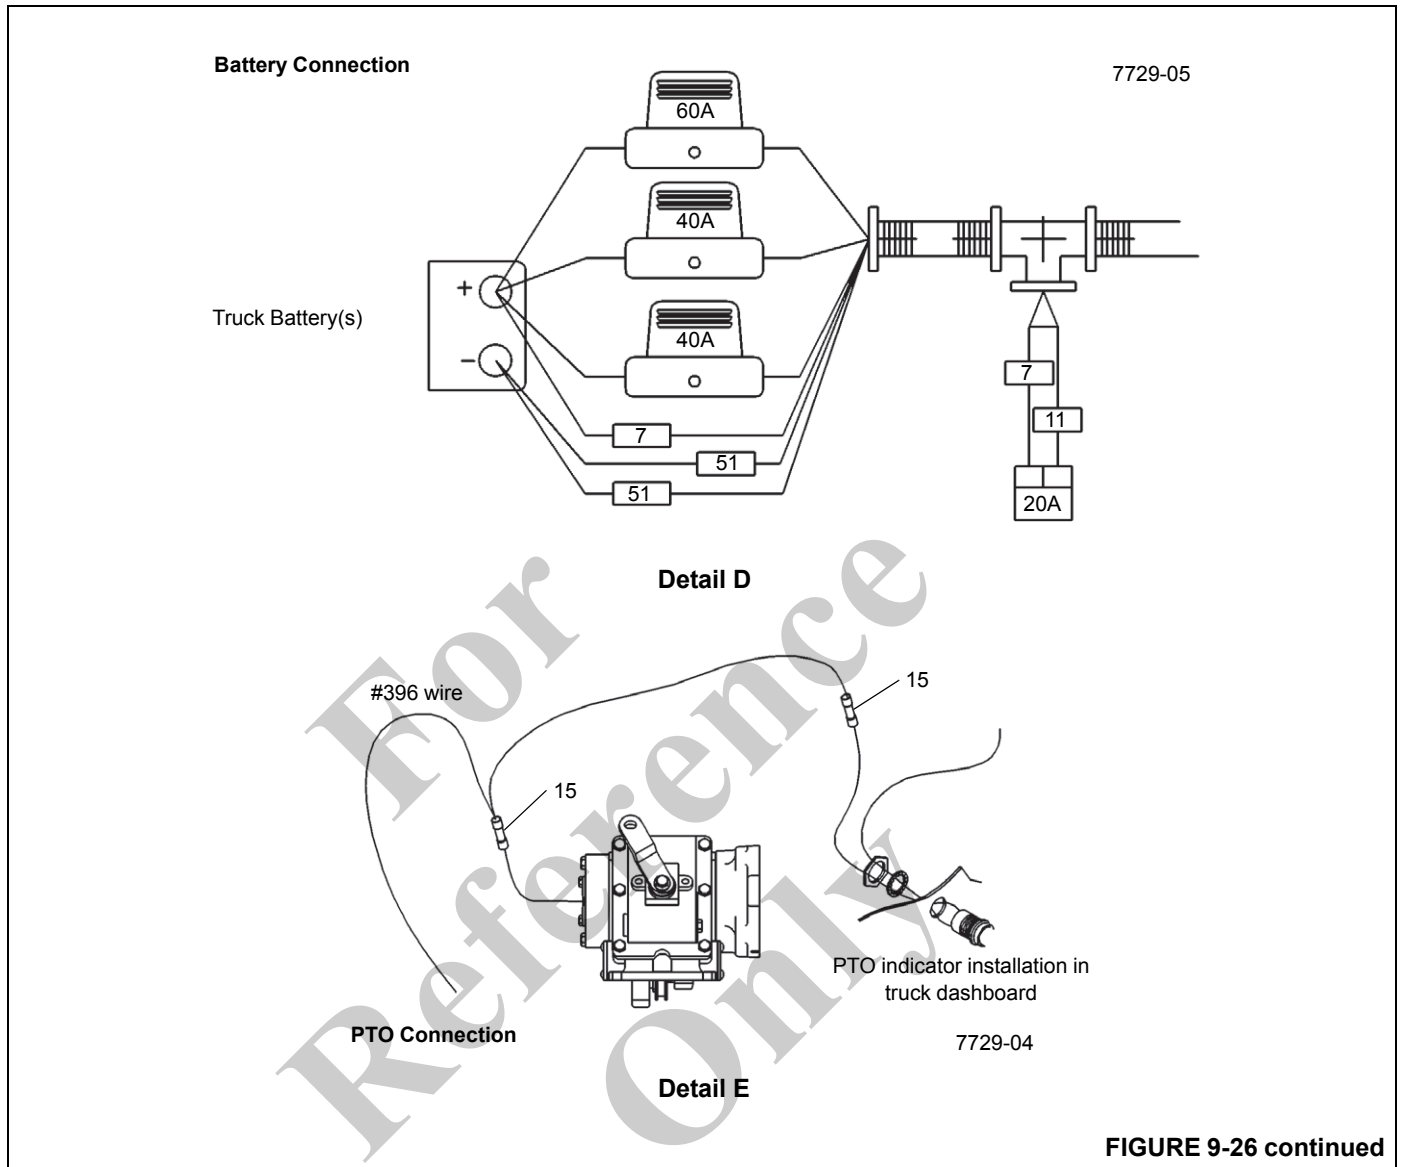 Battery Connection
7729-05
60A
40A
+
Truck Battery(s)
40A
-
7
11
7
51
51
20A
Detail D
#396 wire
15
15
PTO indicator installation in
truck dashboard
PTO Connection
7729-04
Detail E
For
Reference
Only
FIGURE 9-26 continued